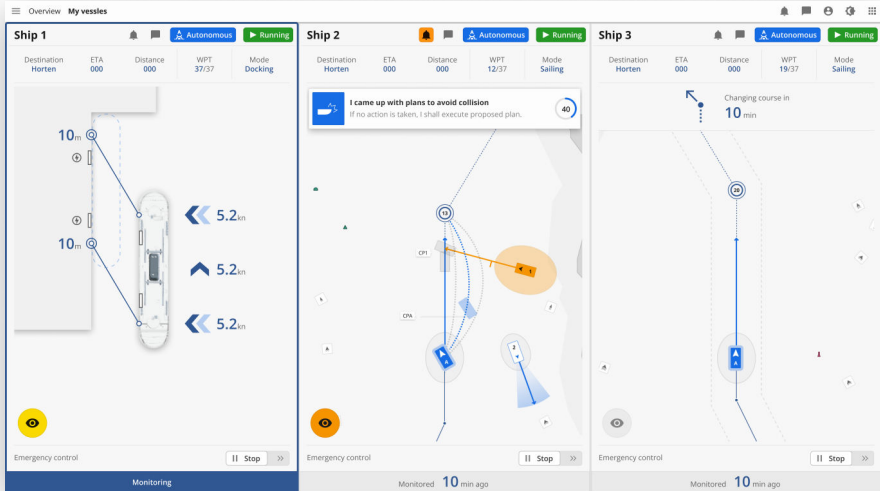 Overview My vessles
Ship 1
Autonomous
Running
Destination ETA Distance WPT Mode
Horten 000 000 37/37 Docking
10m
10m
5.2kn
5.2kn
5.2kn
Emergency control
Stop
Monitoring
Ship 2
Autonomous
Running
Destination ETA Distance WPT Mode
Horten 000 000 12/37 Sailing
I came up with plans to avoid collision
If no action is taken, I shall execute proposed plan.
40
13
CP1
1
CPA
2
A
A
Emergency control
Stop
Monitored 10 min ago
Ship 3
Autonomous
Running
Destination ETA Distance WPT Mode
Horten 000 000 19/37 Sailing
Changing course in
10 min
20
A
Emergency control
Stop
Monitored 10 min ago